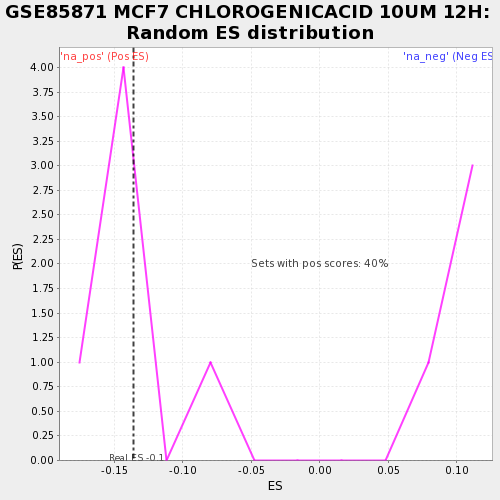 GSE85871 MCF7 CHLOROGENICACID 10UM 12H:
Random ES distribution
'na_pos' (Pos ES)
'na_neg' (Neg ES
4.00
3.75
3.50
3.25
3.00
2.75
2.50
2.25
2.00
1.75
1.50
1.25
1.00
0.75
0.50
0.25
0.00
P(ES)
Sets with pos scores: 40%
Real ES -0.1
-0.15
-0.10
-0.05
0.00
0.05
0.10
ES